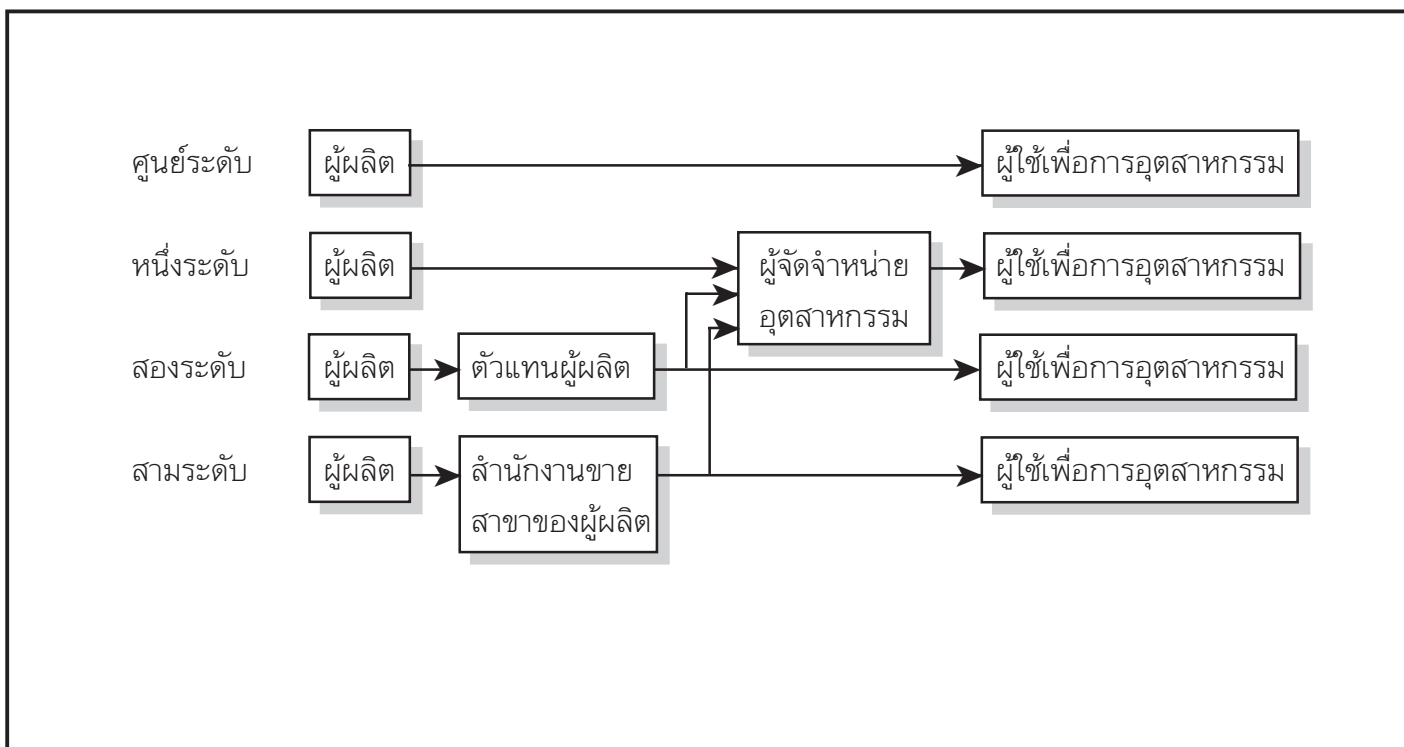 ศูนย์ระดับ ผู้ผลิต ผู้ใช้เพื่อการอุตสาหกรรม
หนึ่งระดับ ผู้ผลิต ผู้จัดจำหน่าย ผู้ใช้เพื่อการอุตสาหกรรม
อุตสาหกรรม
สองระดับ ผู้ผลิต ตัวแทนผู้ผลิต ผู้ใช้เพื่อการอุตสาหกรรม
สามระดับ ผู้ผลิต สำนักงานขาย ผู้ใช้เพื่อการอุตสาหกรรม
สาขาของผู้ผลิต